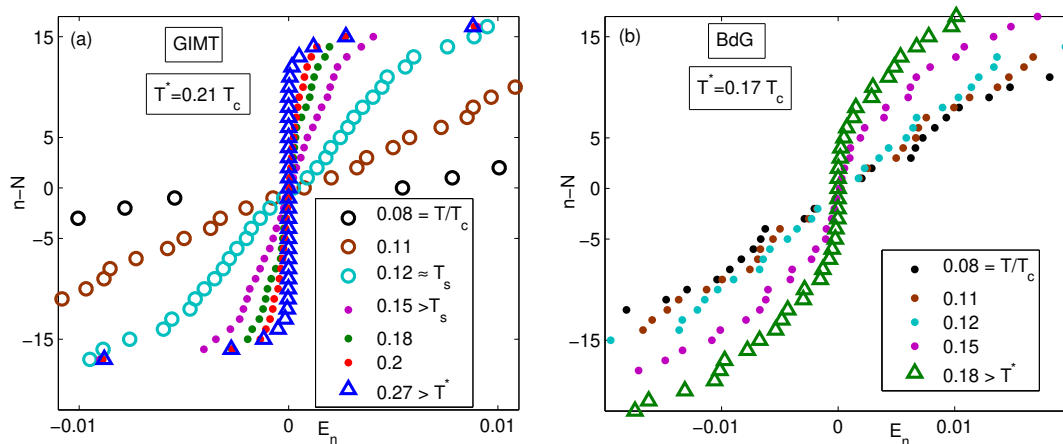 (a)
GIMT
T*=0.21 T_c
n−N
15
5
0
−5
−15
−0.01
0
0.01
E_n
0.08 = T/T_c
0.11
0.12 ≈ T_s
0.15 >T_s
0.18
0.2
0.27 > T*
(b)
BdG
T*=0.17 T_c
n−N
15
5
0
−5
−15
−0.01
0
0.01
E_n
0.08 = T/T_c
0.11
0.12
0.15
0.18 > T*